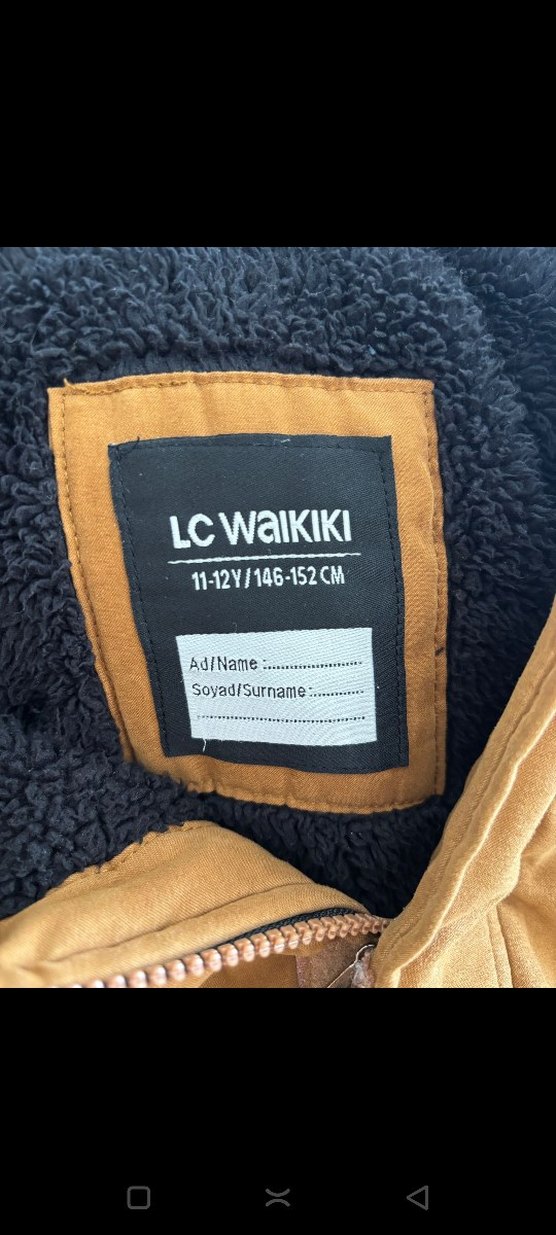 LC WAIKIKI
11-12Y/146-152 CM
Ad/Name :......................
Soyad/Surname:............
.........................................